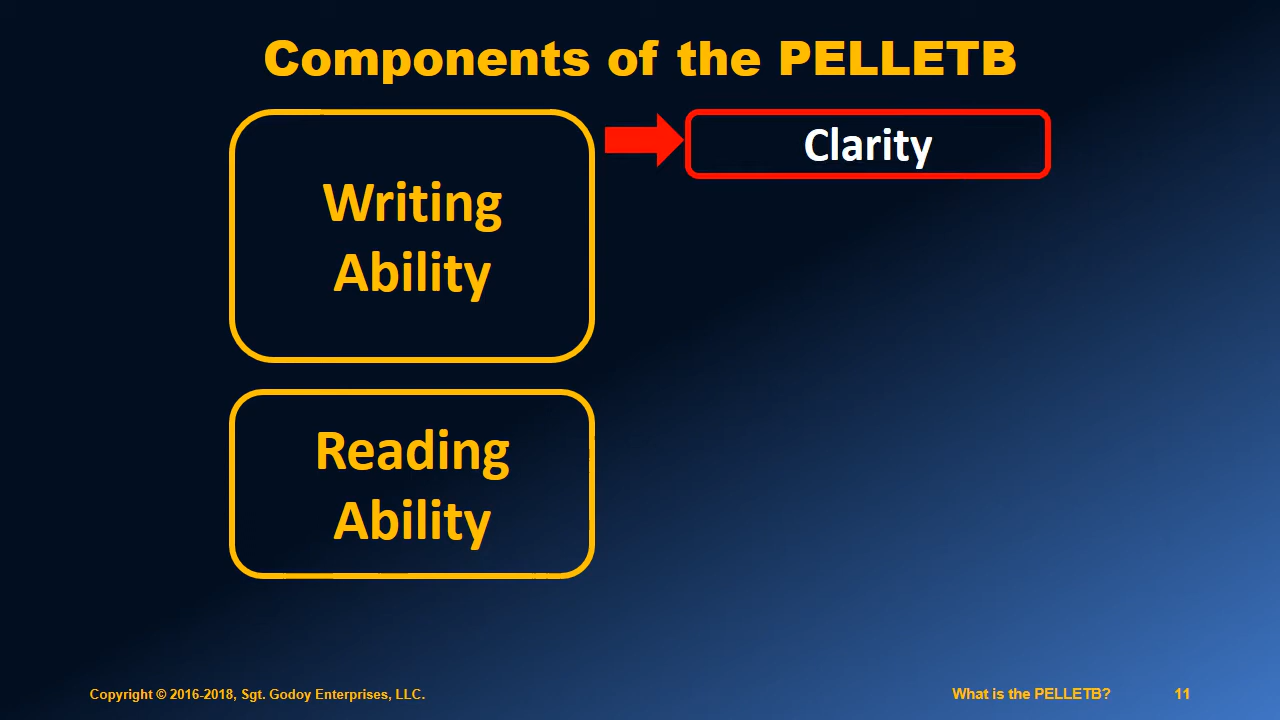 Components of the PELLETB
Writing
Ability
Clarity
Reading
Ability
Copyright © 2016-2018, Sgt. Godoy Enterprises, LLC.
What is the PELLETB?
11